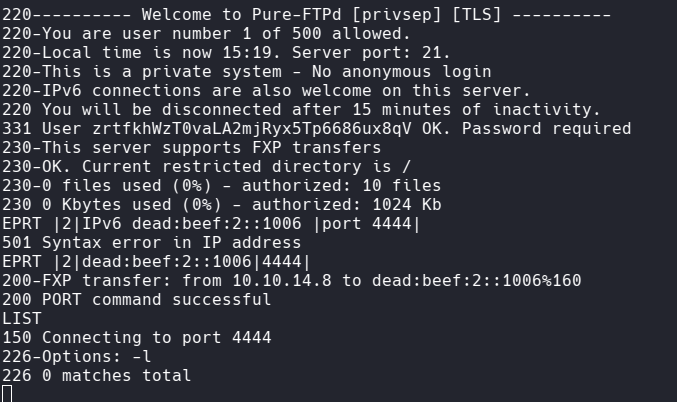 220---------- Welcome to Pure-FTPd [privsep] [TLS] ----------
220-You are user number 1 of 500 allowed.
220-Local time is now 15:19. Server port: 21.
220-This is a private system - No anonymous login
220-IPv6 connections are also welcome on this server.
220 You will be disconnected after 15 minutes of inactivity.
331 User zrtfkhWzT0vaLA2mjRyx5Tp6686ux8qV OK. Password required
230-This server supports FXP transfers
230-OK. Current restricted directory is /
230-0 files used (0%) - authorized: 10 files
230 0 Kbytes used (0%) - authorized: 1024 Kb
EPRT |2|IPv6 dead:beef:2::1006 |port 4444|
501 Syntax error in IP address
EPRT |2|dead:beef:2::1006|4444|
200-FXP transfer: from 10.10.14.8 to dead:beef:2::1006%160
200 PORT command successful
LIST
150 Connecting to port 4444
226-Options: -l
226 0 matches total